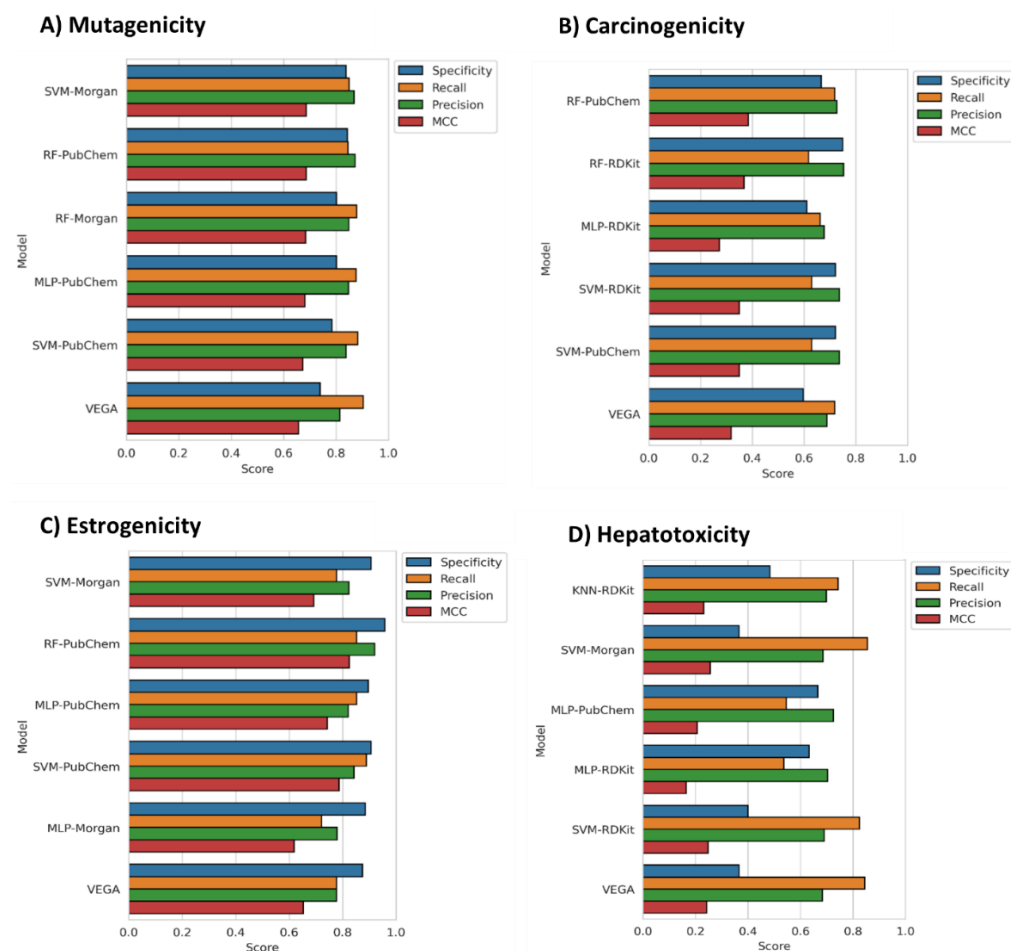 A) Mutagenicity
SVM-Morgan
RF-PubChem
RF-Morgan
MLP-PubChem
SVM-PubChem
VEGA
Model
0.0 0.2 0.4 0.6 0.8 1.0
Score
Specificity
Recall
Precision
MCC
B) Carcinogenicity
RF-PubChem
RF-RDKit
MLP-RDKit
SVM-RDKit
SVM-PubChem
VEGA
Model
0.0 0.2 0.4 0.6 0.8 1.0
Score
Specificity
Recall
Precision
MCC
C) Estrogenicity
SVM-Morgan
RF-PubChem
MLP-PubChem
SVM-PubChem
MLP-Morgan
VEGA
Model
0.0 0.2 0.4 0.6 0.8 1.0
Score
Specificity
Recall
Precision
MCC
D) Hepatotoxicity
KNN-RDKit
SVM-Morgan
MLP-PubChem
MLP-RDKit
SVM-RDKit
VEGA
Model
0.0 0.2 0.4 0.6 0.8 1.0
Score
Specificity
Recall
Precision
MCC